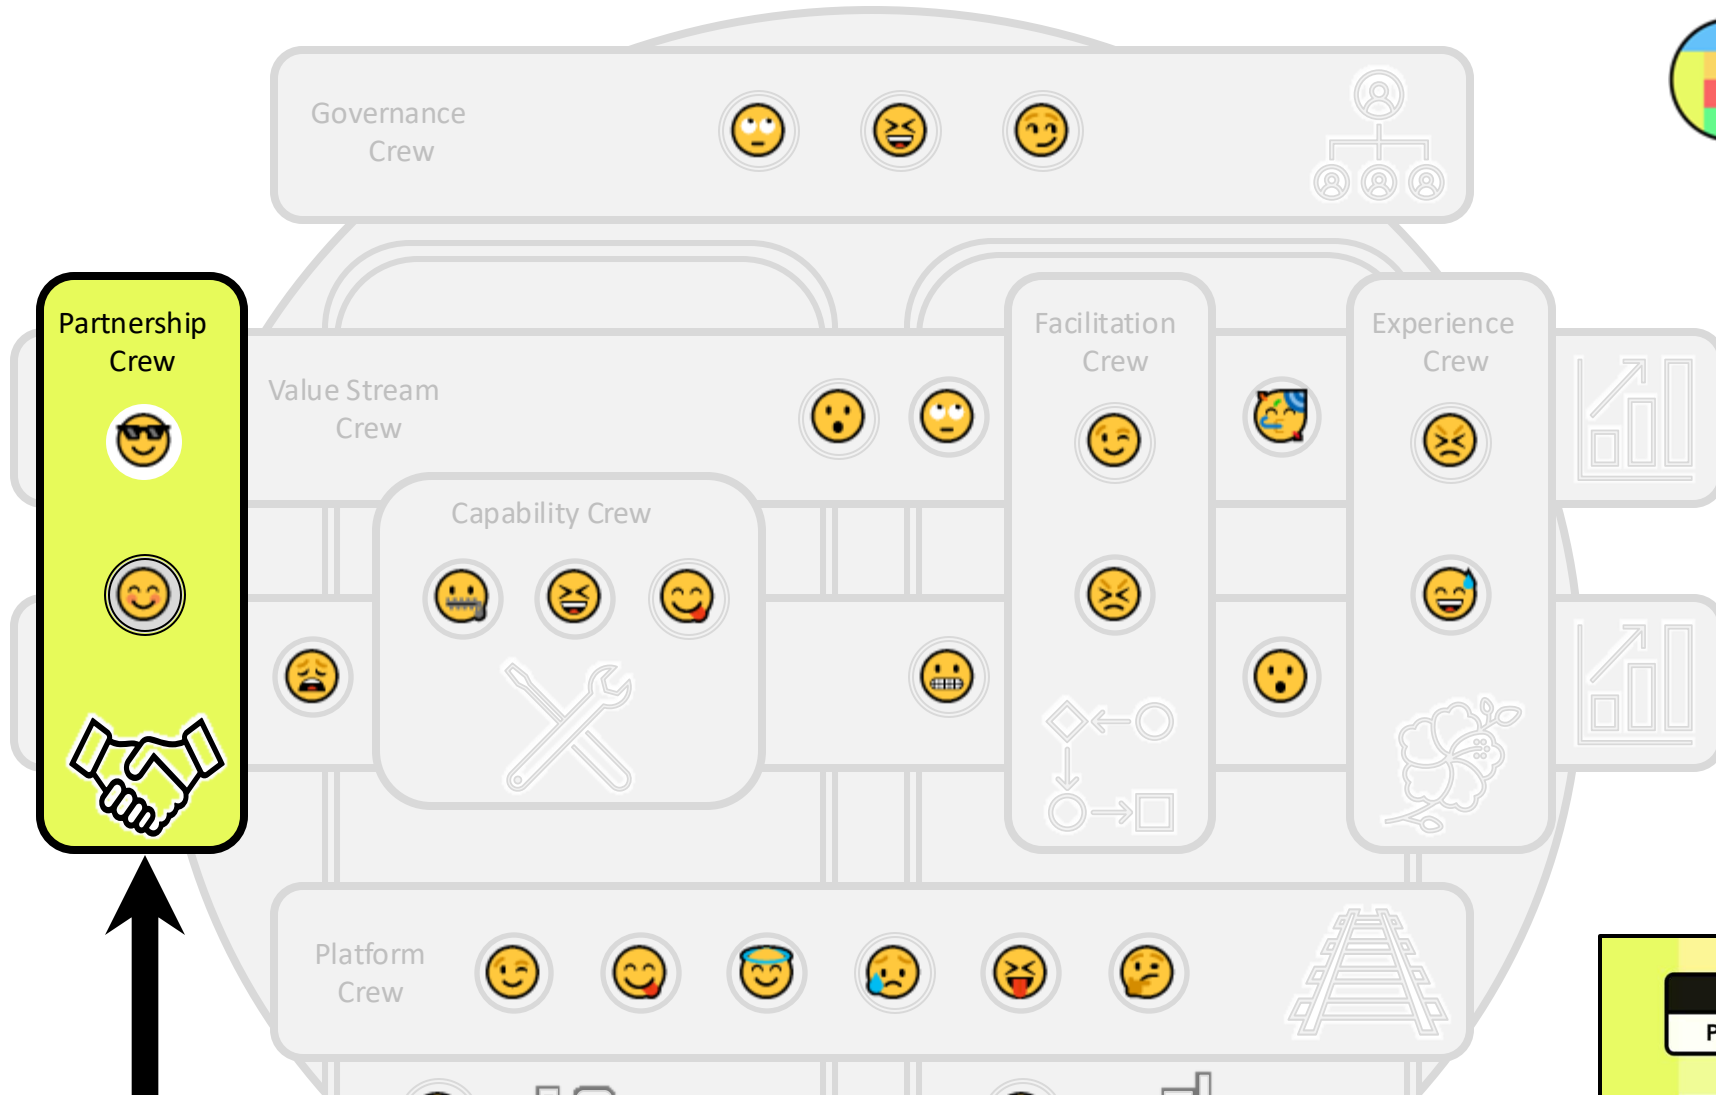 Governance
Crew
Partnership
Crew
Value Stream
Crew
Facilitation
Crew
Experience
Crew
Capability Crew
Platform
Crew
P